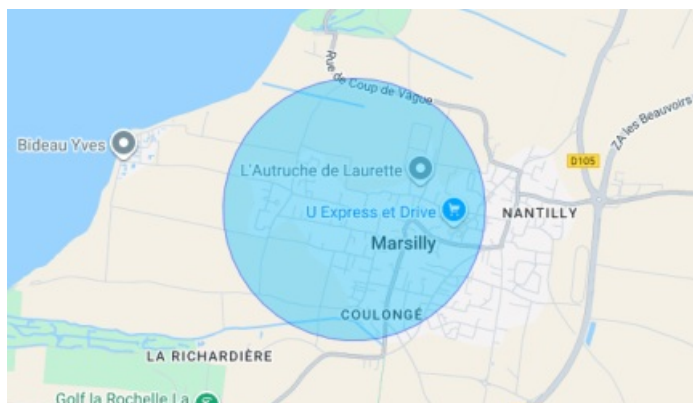 Rue de Coup de Vague
ZA les Beauvoirs
Bideau Yves
D105
L'Autruche de Laurette
U Express et Drive
NANTILLY
Marsilly
COULONGÉ
LA RICHARDIÈRE
Golf la Rochelle La